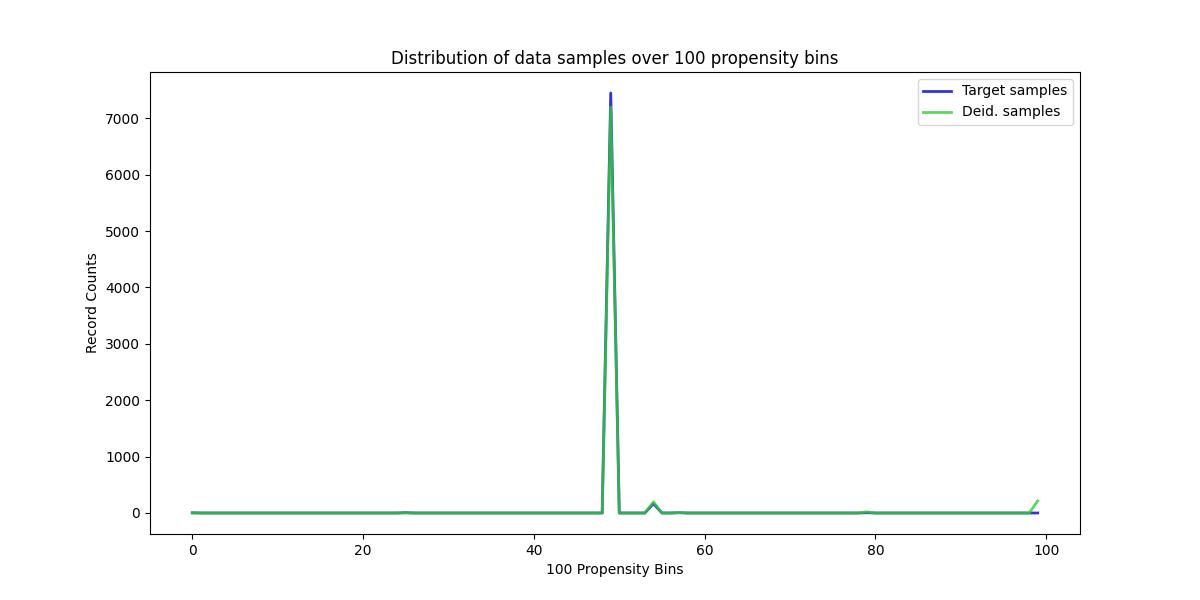 Distribution of data samples over 100 propensity bins
Target samples
Deid. samples
7000
6000
5000
4000
3000
2000
1000
0
Record Counts
0 20 40 60 80 100
100 Propensity Bins